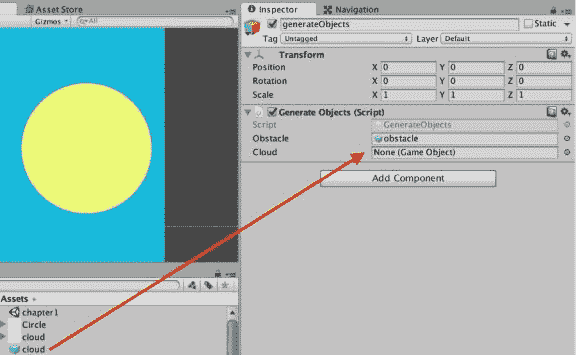 Asset Store
Gizmos
All
Inspector
Navigation
generateObjects
Static
Tag
Untagged
Layer
Default
Transform
Position
X 0 Y 0 Z 0
Rotation
X 0 Y 0 Z 0
Scale
X 1 Y 1 Z 1
Generate Objects (Script)
Script
GenerateObjects
Obstacle
obstacle
Cloud
None (Game Object)
Add Component
Assets
chapter1
Circle
cloud
cloud